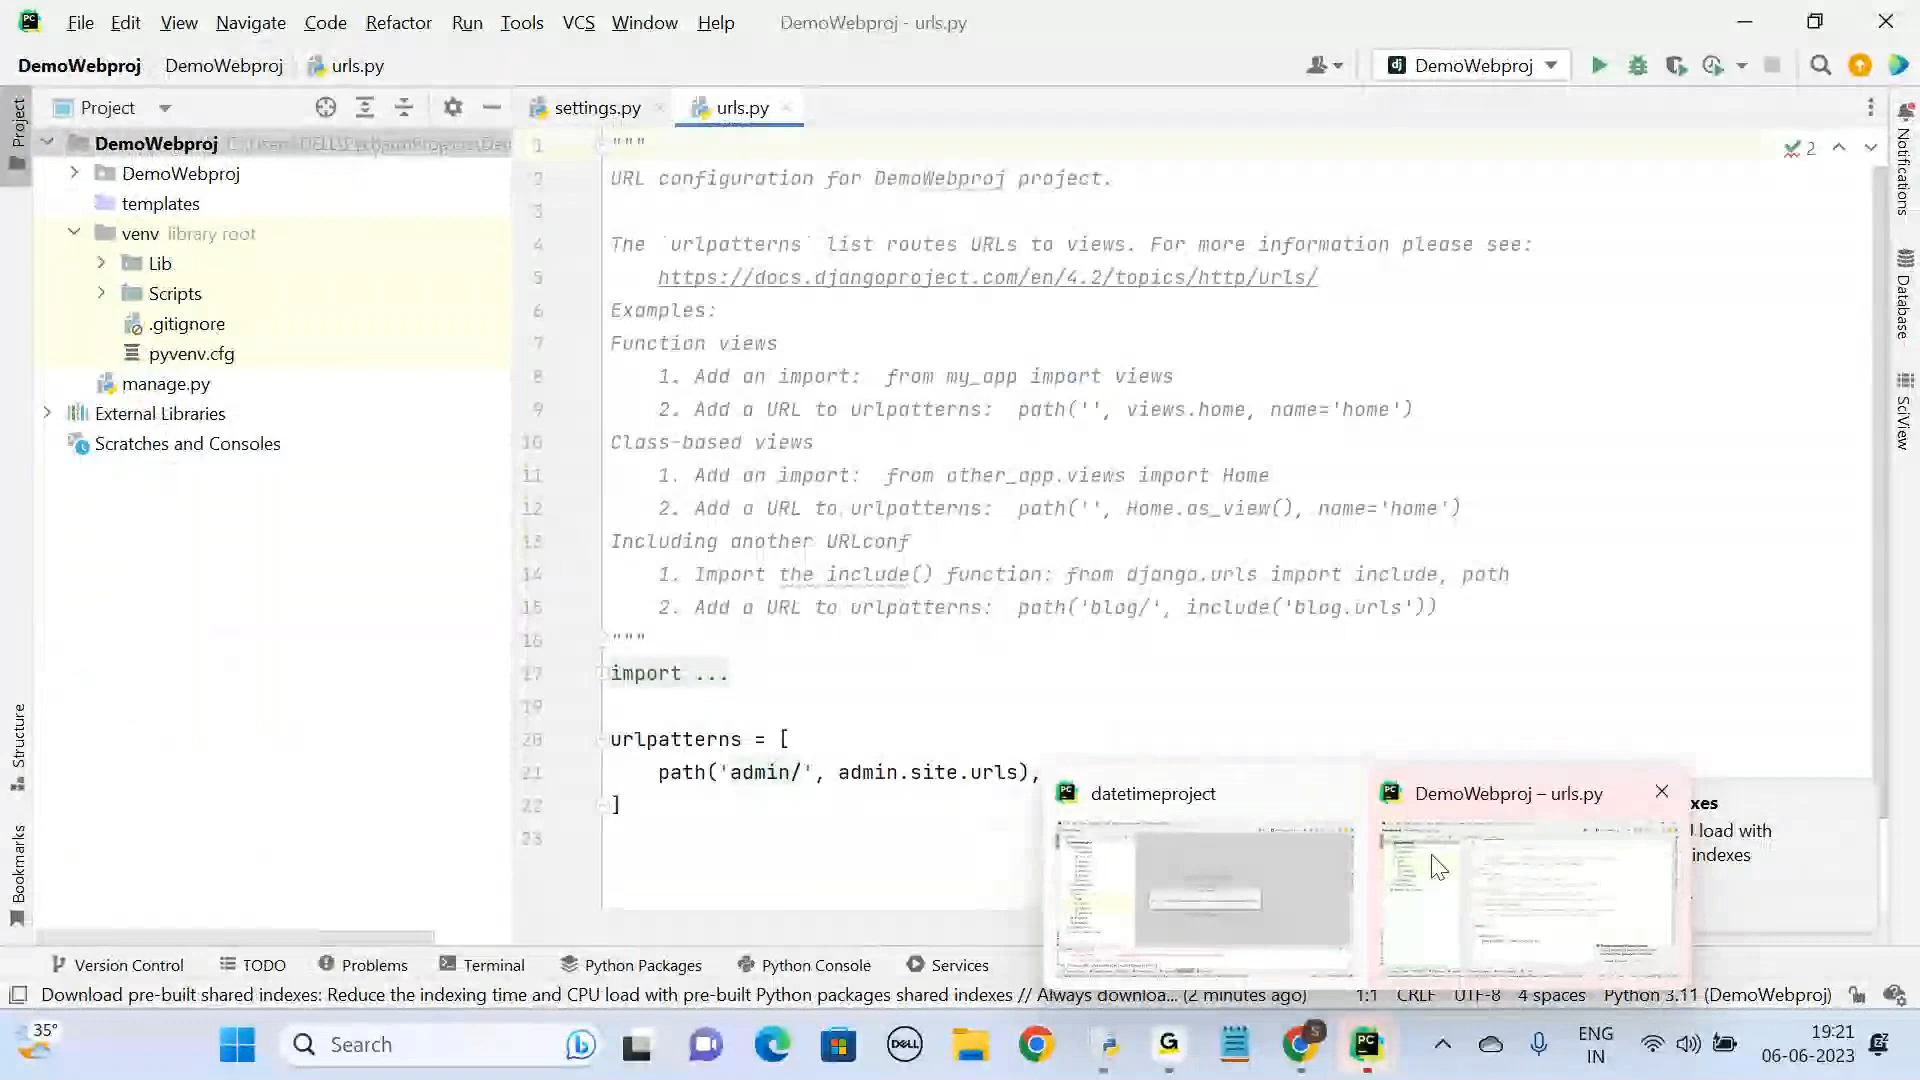 File Edit View Navigate Code Refactor Run Tools VCS Window Help DemoWebproj - urls.py
DemoWebproj DemoWebproj urls.py
dj DemoWebproj
Project
settings.py urls.py
Project
Structure
Bookmarks
DemoWebproj
DemoWebproj
templates
venv library root
Lib
Scripts
.gitignore
pyvenv.cfg
manage.py
External Libraries
Scratches and Consoles
2
1 """
2 URL configuration for DemoWebproj project.
3
4 The `urlpatterns` list routes URLs to views. For more information please see:
5 https://docs.djangoproject.com/en/4.2/topics/http/urls/
6 Examples:
7 Function views
8 1. Add an import:  from my_app import views
9 2. Add a URL to urlpatterns:  path('', views.home, name='home')
10 Class-based views
11 1. Add an import:  from other_app.views import Home
12 2. Add a URL to urlpatterns:  path('', Home.as_view(), name='home')
13 Including another URLconf
14 1. Import the include() function: from django.urls import include, path
15 2. Add a URL to urlpatterns:  path('blog/', include('blog.urls'))
16 """
17 import ...
19
20 urlpatterns = [
21 path('admin/', admin.site.urls),
22 ]
23
Notifications
Database
SciView
datetimeproject
DemoWebproj – urls.py
xes
load with
indexes
Version Control TODO Problems Terminal Python Packages Python Console Services
Download pre-built shared indexes: Reduce the indexing time and CPU load with pre-built Python packages shared indexes // Always downloa... (2 minutes ago) 1:1 CRLF UTF-8 4 spaces Python 3.11 (DemoWebproj)
35°
Search
DELL
G
S
PC
ENG
IN
19:21
06-06-2023